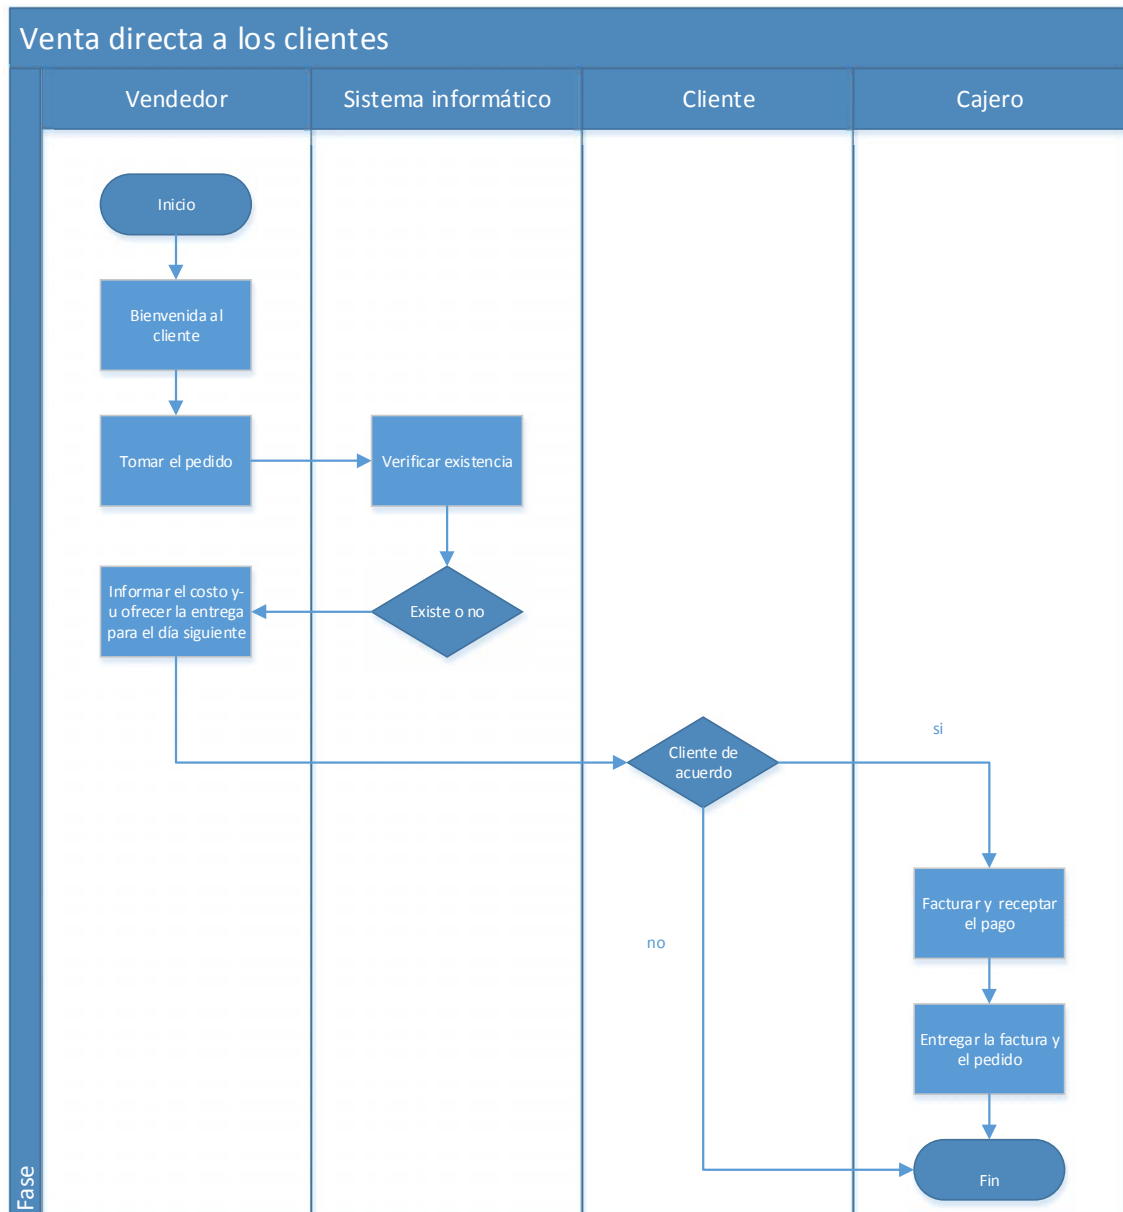 Venta directa a los clientes
Vendedor
Sistema informático
Cliente
Cajero
Inicio
Bienvenida al
cliente
Tomar el pedido
Verificar existencia
Informar el costo y-
u ofrecer la entrega
para el día siguiente
Existe o no
Cliente de
acuerdo
si
Facturar y receptar
el pago
no
Entregar la factura y
el pedido
Fin
Fase